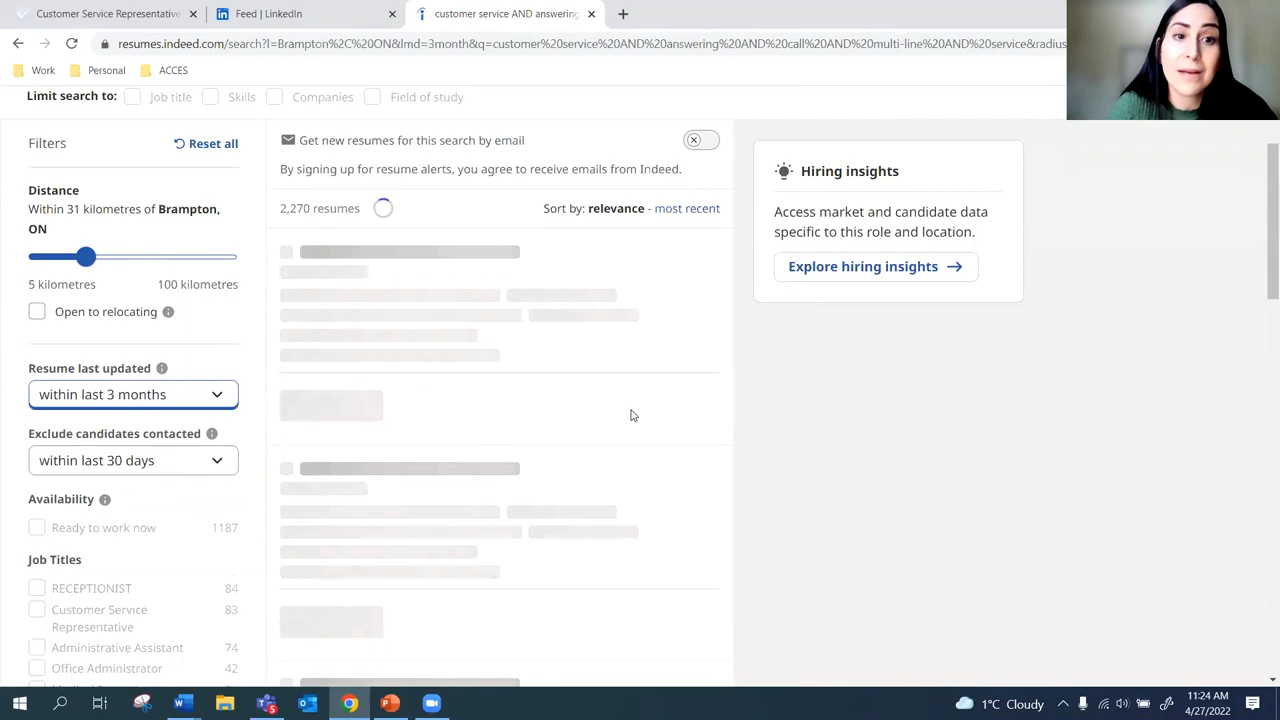 Customer Service Representative
Feed | LinkedIn
customer service AND answering
resumes.indeed.com/search?l=Brampton%2C%20ON&lmd=3month&q=customer%20service%20AND%20answering%20AND%20call%20AND%20multi-line%20AND%20service&radius
Work
Personal
ACCES
Limit search to:
Job title
Skills
Companies
Field of study
Filters
Reset all
Distance
Within 31 kilometres of Brampton,
ON
5 kilometres
100 kilometres
Open to relocating
Resume last updated
within last 3 months
Exclude candidates contacted
within last 30 days
Availability
Ready to work now 1187
Job Titles
RECEPTIONIST 84
Customer Service 83
Representative
Administrative Assistant 74
Office Administrator 42
Get new resumes for this search by email
By signing up for resume alerts, you agree to receive emails from Indeed.
2,270 resumes
Sort by: relevance - most recent
Hiring insights
Access market and candidate data
specific to this role and location.
Explore hiring insights
1°C Cloudy
11:24 AM
4/27/2022